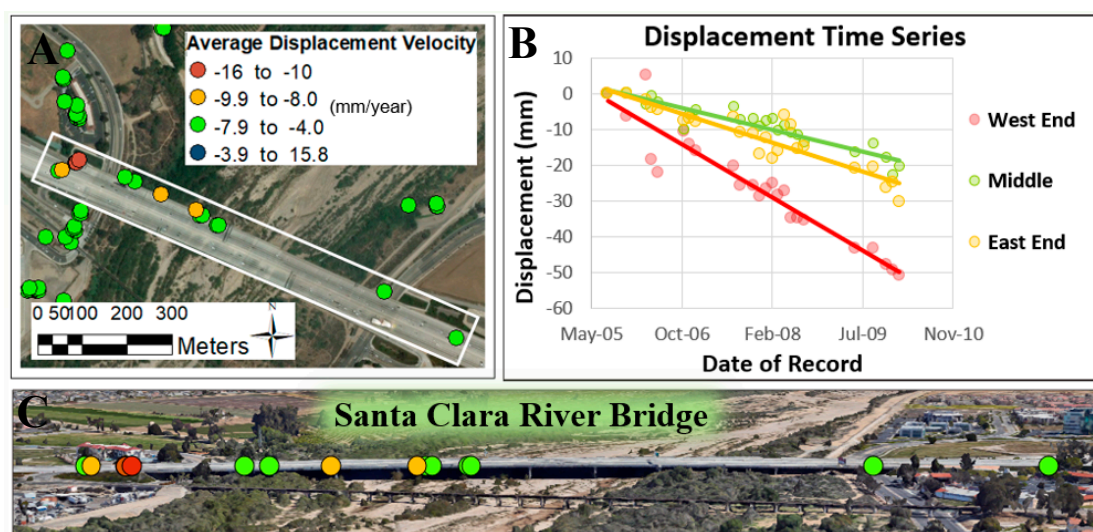 A
Average Displacement Velocity
-16 to -10
-9.9 to -8.0
(mm/year)
-7.9 to -4.0
-3.9 to 15.8
N
0 50 100 200 300
Meters
B
Displacement Time Series
Displacement (mm)
0
-10
-20
-30
-40
-50
-60
May-05 Oct-06 Feb-08 Jul-09 Nov-10
Date of Record
West End
Middle
East End
C
Santa Clara River Bridge